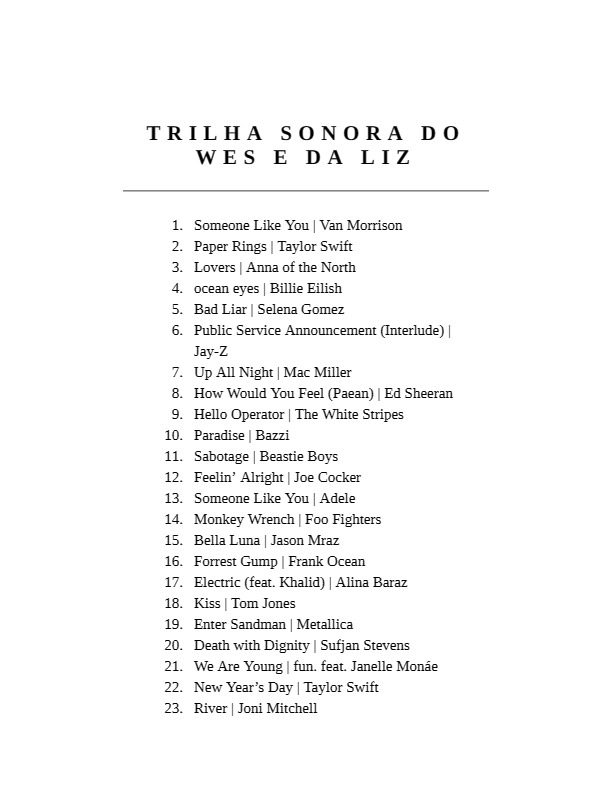 TRILHA SONORA DO
WES E DA LIZ
1. Someone Like You | Van Morrison
2. Paper Rings | Taylor Swift
3. Lovers | Anna of the North
4. ocean eyes | Billie Eilish
5. Bad Liar | Selena Gomez
6. Public Service Announcement (Interlude) |
Jay-Z
7. Up All Night | Mac Miller
8. How Would You Feel (Paean) | Ed Sheeran
9. Hello Operator | The White Stripes
10. Paradise | Bazzi
11. Sabotage | Beastie Boys
12. Feelin’ Alright | Joe Cocker
13. Someone Like You | Adele
14. Monkey Wrench | Foo Fighters
15. Bella Luna | Jason Mraz
16. Forrest Gump | Frank Ocean
17. Electric (feat. Khalid) | Alina Baraz
18. Kiss | Tom Jones
19. Enter Sandman | Metallica
20. Death with Dignity | Sufjan Stevens
21. We Are Young | fun. feat. Janelle Monáe
22. New Year’s Day | Taylor Swift
23. River | Joni Mitchell